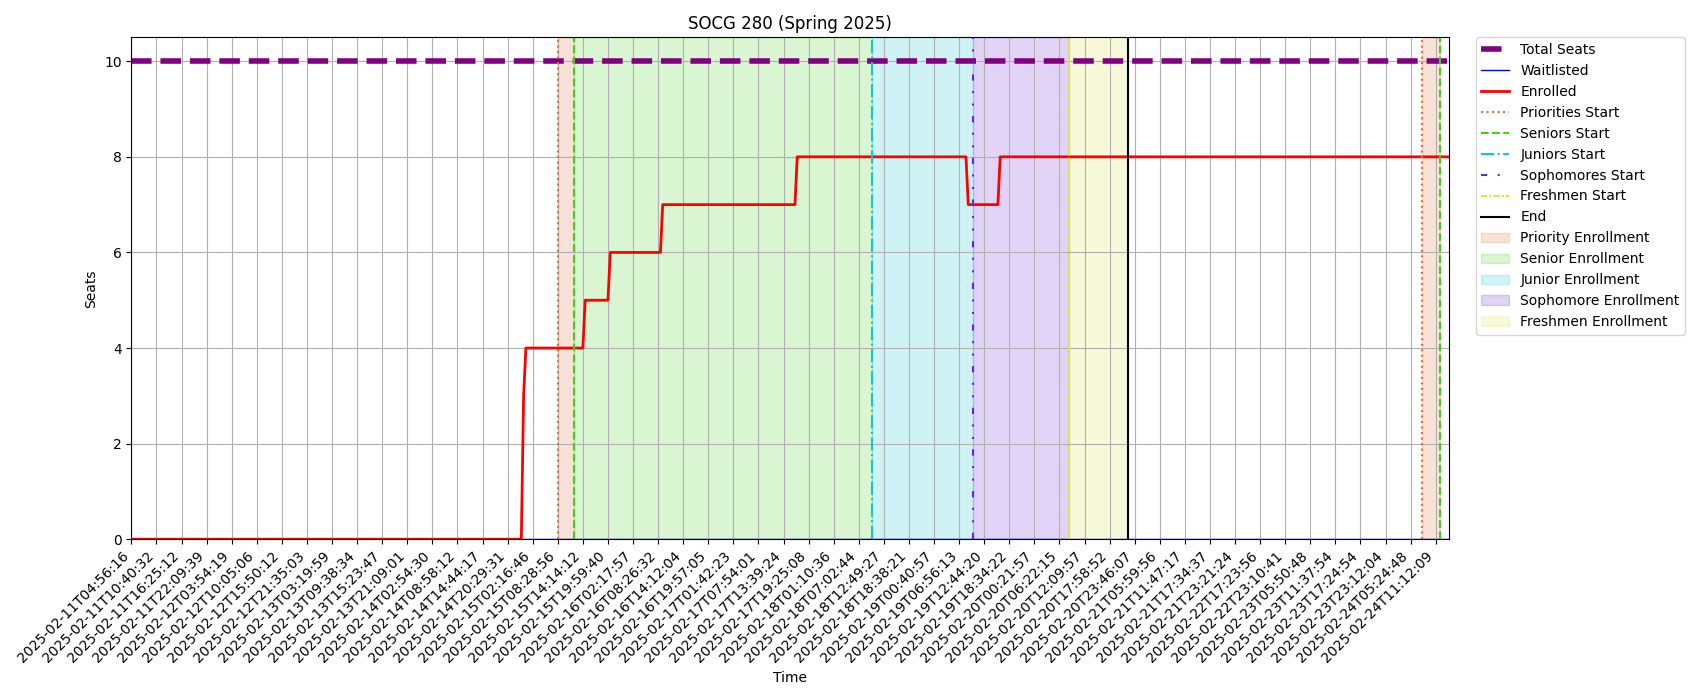 SOCG 280 (Spring 2025)
Seats
10
8
6
4
2
0
2025-02-11T04:56:16
2025-02-11T10:40:32
2025-02-11T16:25:12
2025-02-11T22:09:39
2025-02-12T03:54:19
2025-02-12T10:05:06
2025-02-12T15:50:12
2025-02-12T21:35:03
2025-02-13T03:19:59
2025-02-13T09:38:34
2025-02-13T15:23:47
2025-02-13T21:09:01
2025-02-14T02:54:30
2025-02-14T08:58:12
2025-02-14T14:44:17
2025-02-14T20:29:31
2025-02-15T02:16:46
2025-02-15T08:28:56
2025-02-15T14:14:12
2025-02-15T19:59:40
2025-02-16T02:17:57
2025-02-16T08:26:32
2025-02-16T14:12:04
2025-02-16T19:57:05
2025-02-17T01:42:23
2025-02-17T07:54:01
2025-02-17T13:39:24
2025-02-17T19:25:08
2025-02-18T01:10:36
2025-02-18T07:02:44
2025-02-18T12:49:27
2025-02-18T18:38:21
2025-02-19T00:40:57
2025-02-19T06:56:13
2025-02-19T12:44:20
2025-02-19T18:34:22
2025-02-20T00:21:57
2025-02-20T06:22:15
2025-02-20T12:09:57
2025-02-20T17:58:52
2025-02-20T23:46:07
2025-02-21T05:59:56
2025-02-21T11:47:17
2025-02-21T17:34:37
2025-02-21T23:21:24
2025-02-22T17:23:56
2025-02-22T23:10:41
2025-02-23T05:50:48
2025-02-23T11:37:54
2025-02-23T17:24:54
2025-02-23T23:12:04
2025-02-24T05:24:48
2025-02-24T11:12:09
Time
Total Seats
Waitlisted
Enrolled
Priorities Start
Seniors Start
Juniors Start
Sophomores Start
Freshmen Start
End
Priority Enrollment
Senior Enrollment
Junior Enrollment
Sophomore Enrollment
Freshmen Enrollment